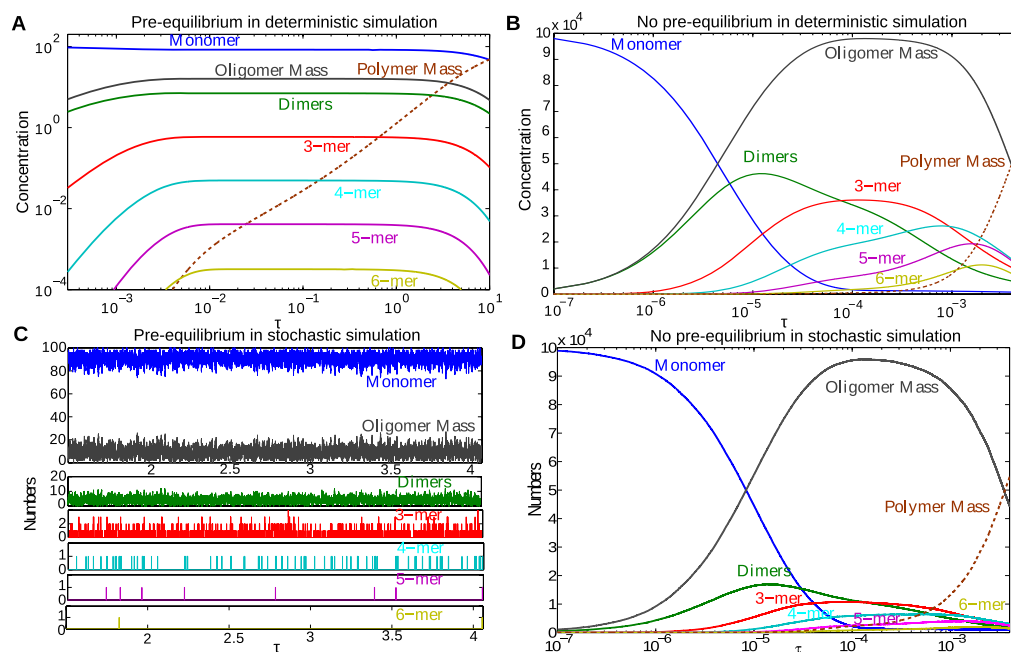 A
Pre−equilibrium in deterministic simulation
10^2
10^0
10^−2
10^−4
Concentration
Monomer
Oligomer Mass
Polymer Mass
Dimers
3−mer
4−mer
5−mer
6−mer
10^−3
10^−2
10^−1
10^0
10^1
τ
B
No pre−equilibrium in deterministic simulation
10 x 10^4
9
8
7
6
5
4
3
2
1
0
Concentration
Monomer
Oligomer Mass
Dimers
Polymer Mass
3−mer
4−mer
5−mer
6−mer
10^−7
10^−6
10^−5
10^−4
10^−3
τ
C
Pre−equilibrium in stochastic simulation
100
80
60
40
20
0
Monomer
Oligomer Mass
2
2.5
3
3.5
4
Numbers
20
10
0
Dimers
2
1
0
3−mer
1
0
4−mer
1
0
5−mer
1
0
6−mer
2
2.5
3
3.5
4
τ
D
No pre−equilibrium in stochastic simulation
10 x 10^4
9
8
7
6
5
4
3
2
1
0
Numbers
Monomer
Oligomer Mass
Polymer Mass
Dimers
3−mer
4−mer
5−mer
6−mer
10^−7
10^−6
10^−5
10^−4
10^−3
τ